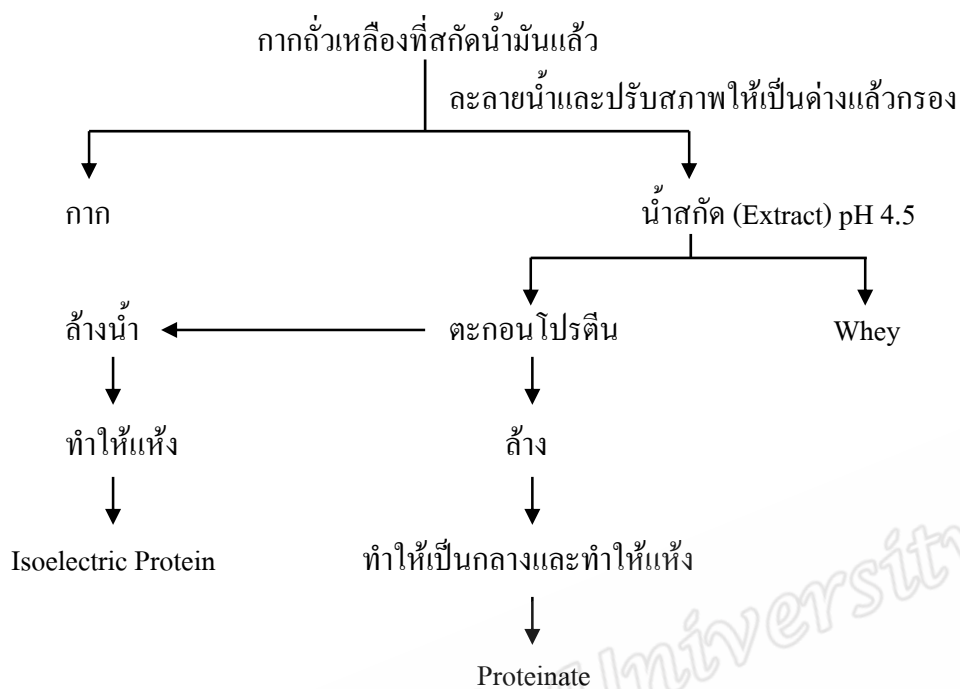 กากถั่วเหลืองที่สกัดน้ำมันแล้ว
ละลายน้ำและปรับสภาพให้เป็นด่างแล้วกรอง
กาก
น้ำสกัด (Extract) pH 4.5
ล้างน้ำ
ตะกอนโปรตีน
Whey
ทำให้แห้ง
ล้าง
Isoelectric Protein
ทำให้เป็นกลางและทำให้แห้ง
Proteinate
University